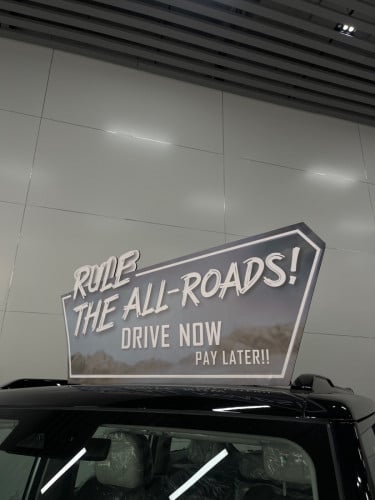 RULE
THE ALL-ROADS!
DRIVE NOW
PAY LATER!!